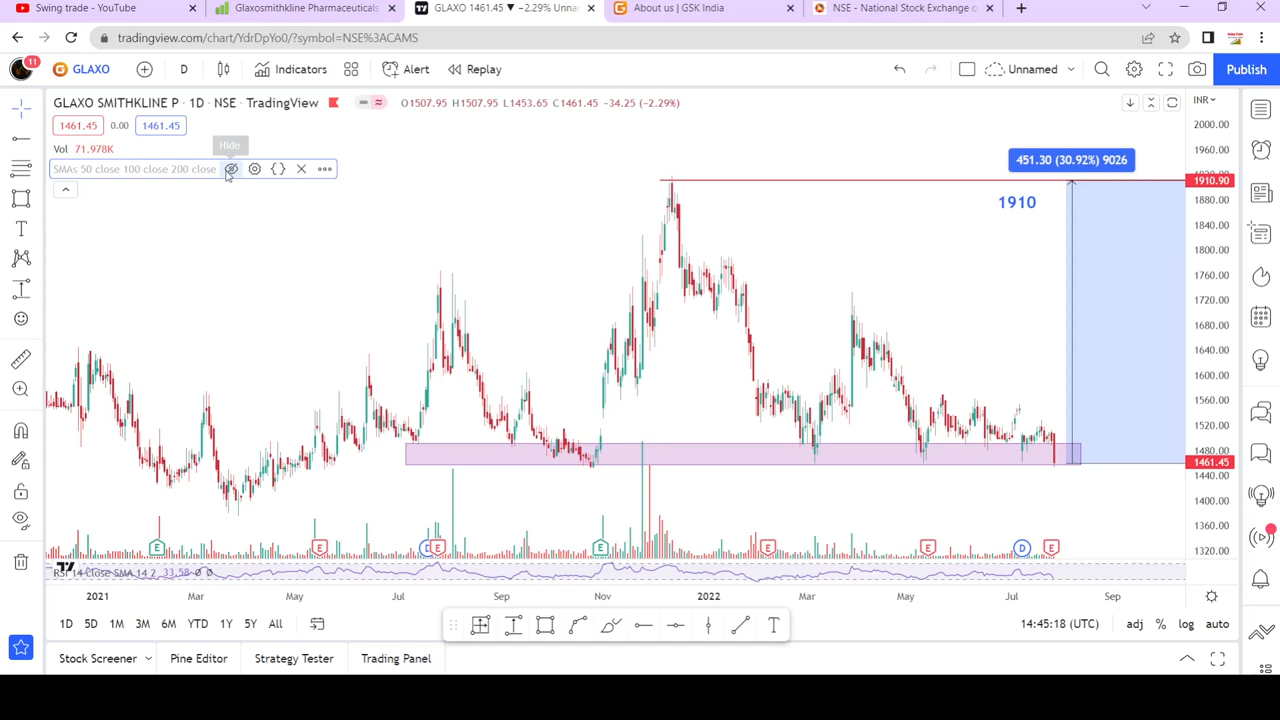 Swing trade - YouTube
Glaxosmithkline Pharmaceuticals
GLAXO 1461.45 ▼ −2.29% Unna
About us | GSK India
NSE - National Stock Exchange o
tradingview.com/chart/YdrDpYo0/?symbol=NSE%3ACAMS
11
GLAXO
D
Indicators
Alert
Replay
Unnamed
Publish
GLAXO SMITHKLINE P · 1D · NSE · TradingView
O1507.95 H1507.95 L1453.65 C1461.45 −34.25 (−2.29%)
INR
1461.45 0.00 1461.45
Vol 71.978K
Hide
SMAs 50 close 100 close 200 close
451.30 (30.92%) 9026
1910
2000.00
1960.00
1910.90
1880.00
1840.00
1800.00
1760.00
1720.00
1680.00
1640.00
1600.00
1560.00
1520.00
1480.00
1461.45
1440.00
1400.00
1360.00
1320.00
E E D E E E E D E
RSI 14 close SMA 14 2 33.58 Ø Ø
2021 Mar May Jul Sep Nov 2022 Mar May Jul Sep
1D 5D 1M 3M 6M YTD 1Y 5Y All
14:45:18 (UTC) adj % log auto
Stock Screener Pine Editor Strategy Tester Trading Panel